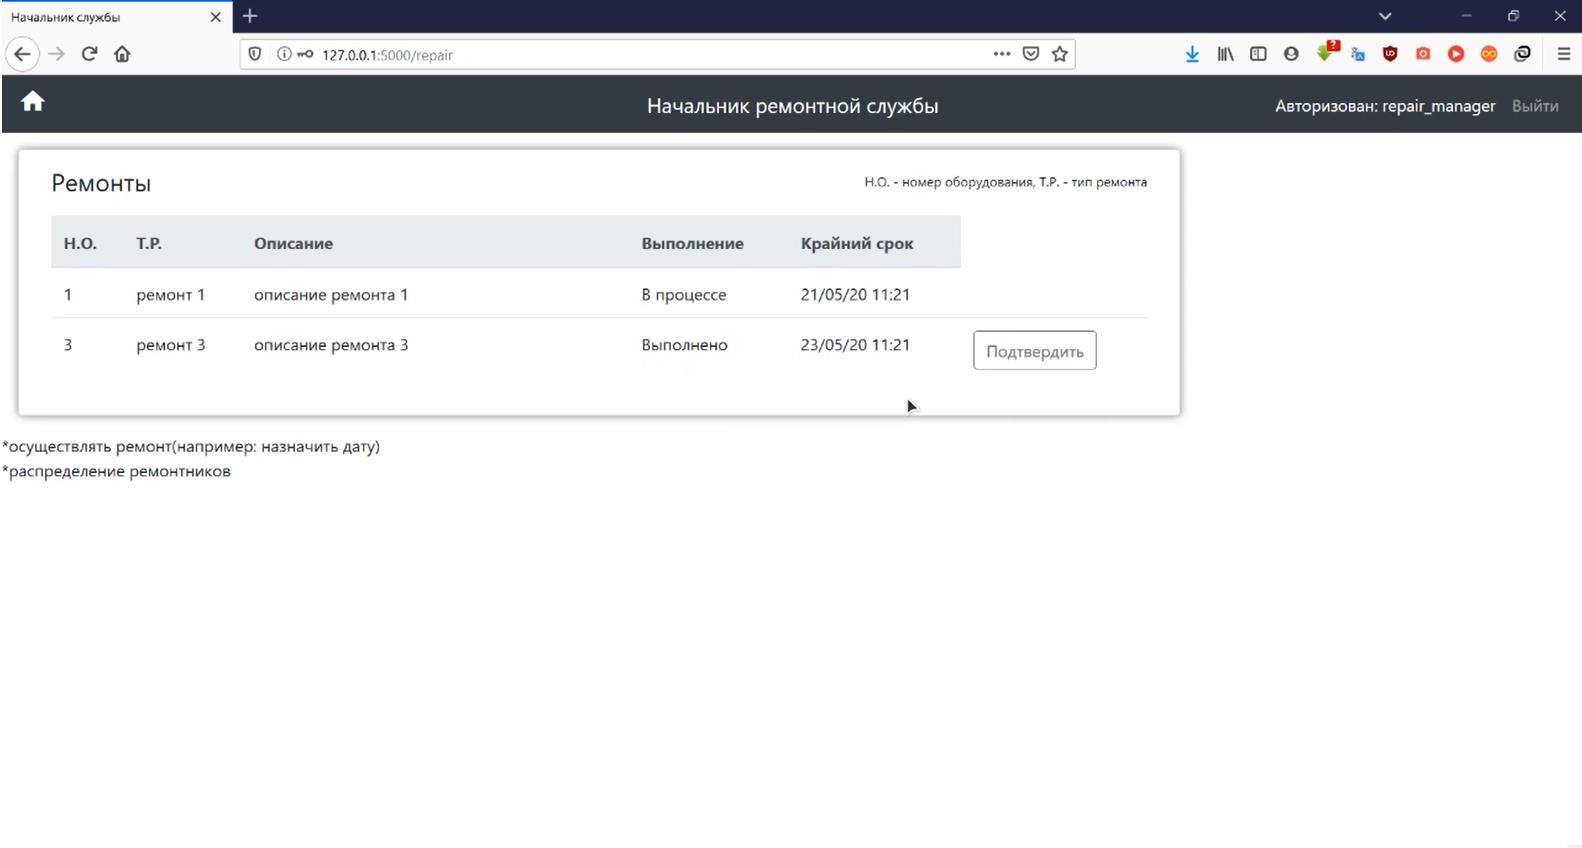 Начальник службы
127.0.0.1:5000/repair
?
Начальник ремонтной службы
Авторизован: repair_manager Выйти
Ремонты
Н.О. - номер оборудования, Т.Р. - тип ремонта
Н.О. Т.Р. Описание Выполнение Крайний срок
1 ремонт 1 описание ремонта 1 В процессе 21/05/20 11:21
3 ремонт 3 описание ремонта 3 Выполнено 23/05/20 11:21 Подтвердить
*осуществлять ремонт(например: назначить дату)
*распределение ремонтников